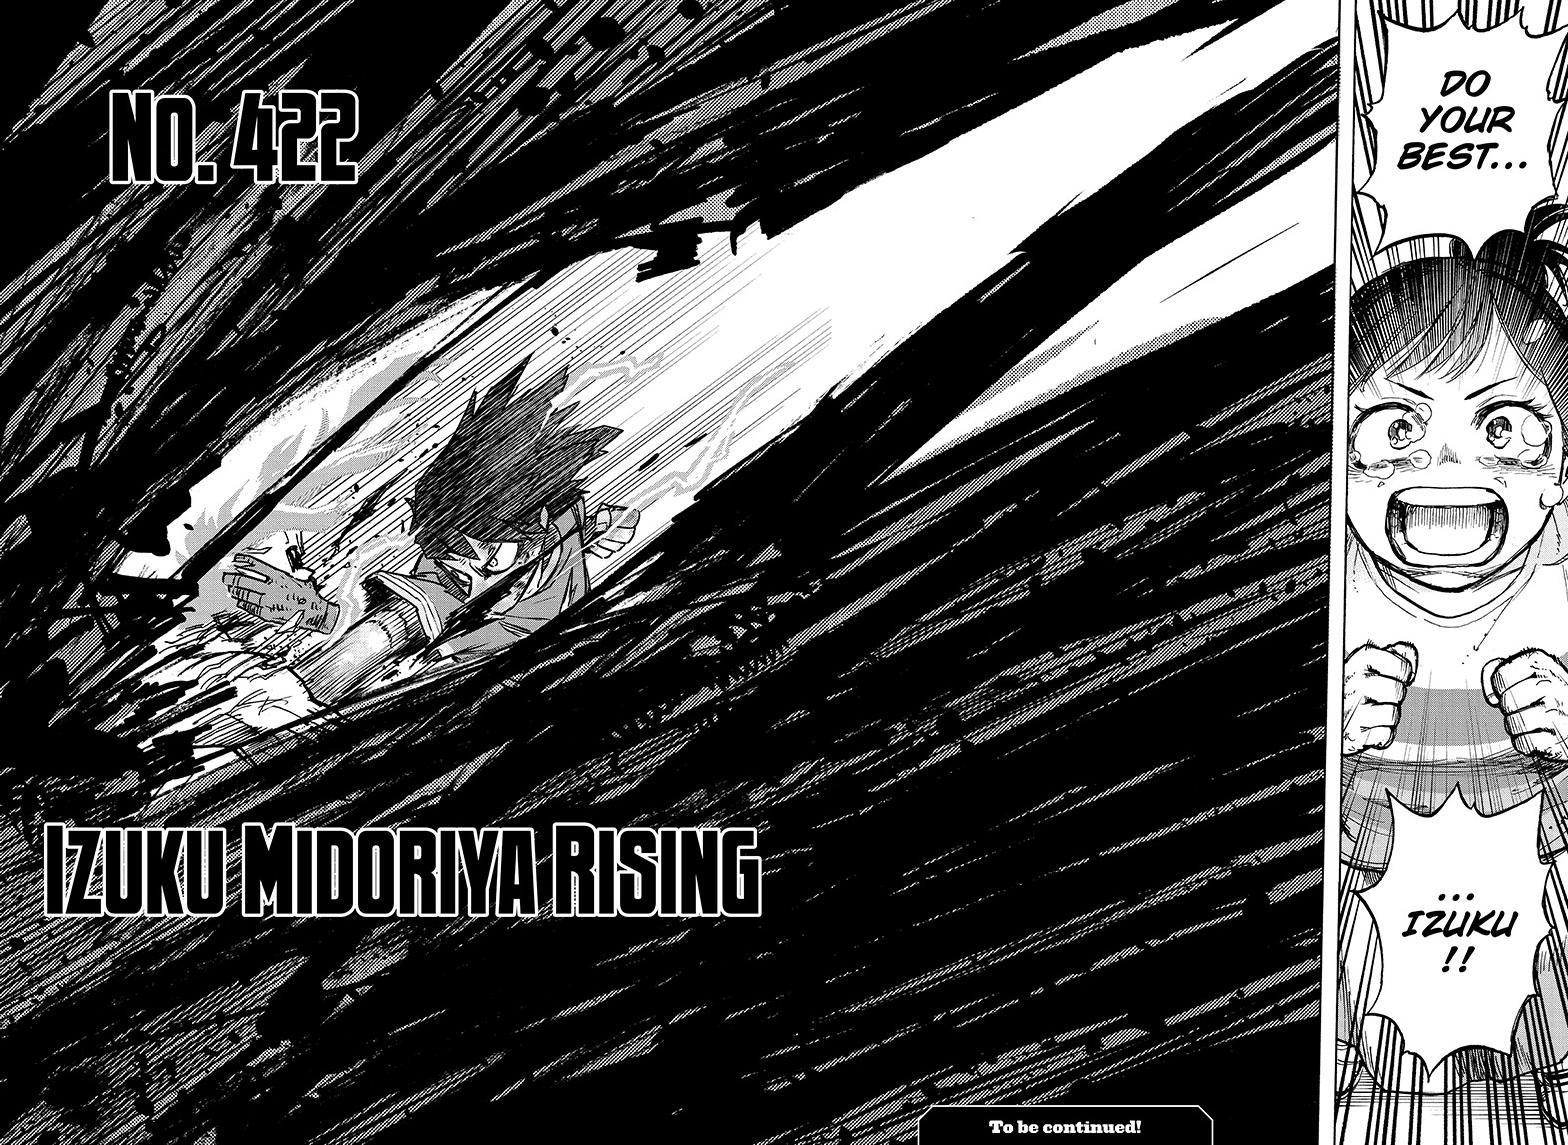 DO
YOUR
BEST...
...
IZUKU
!!
No. 422
Izuku Midoriya Rising
To be continued!